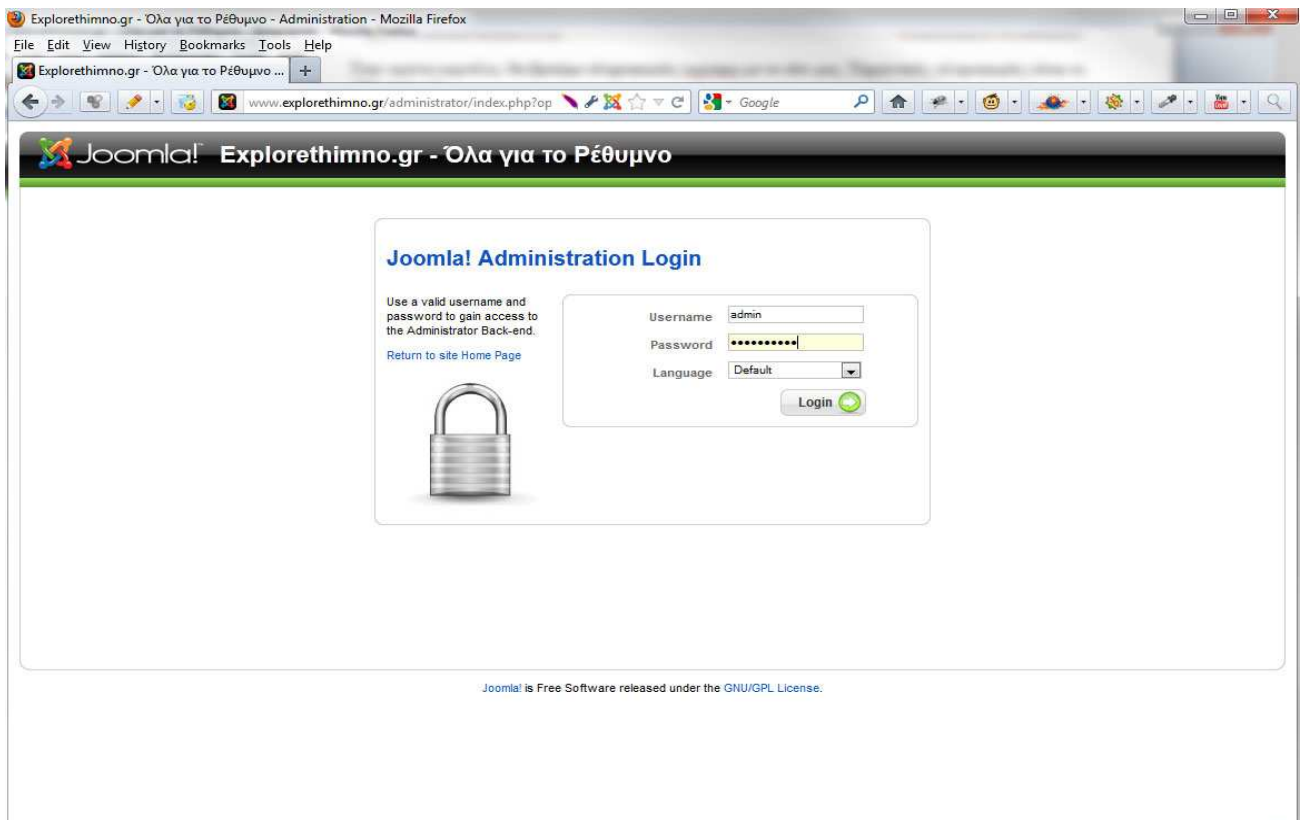 Explorethimno.gr - Όλα για το Ρέθυμνο - Administration - Mozilla Firefox
File Edit View History Bookmarks Tools Help
Explorethimno.gr - Όλα για το Ρέθυμνο ... +
www.explorethimno.gr/administrator/index.php?op
Google
Joomla! Explorethimno.gr - Όλα για το Ρέθυμνο
Joomla! Administration Login
Use a valid username and
password to gain access to
the Administrator Back-end.
Return to site Home Page
Username admin
Password ••••••••••
Language Default
Login
Joomla! is Free Software released under the GNU/GPL License.